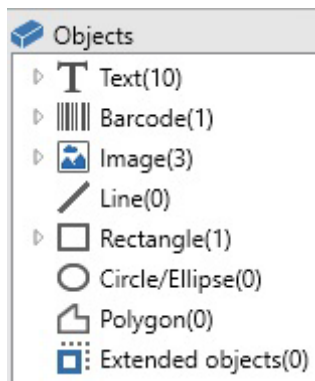 Objects
Text(10)
Barcode(1)
Image(3)
Line(0)
Rectangle(1)
Circle/Ellipse(0)
Polygon(0)
Extended objects(0)